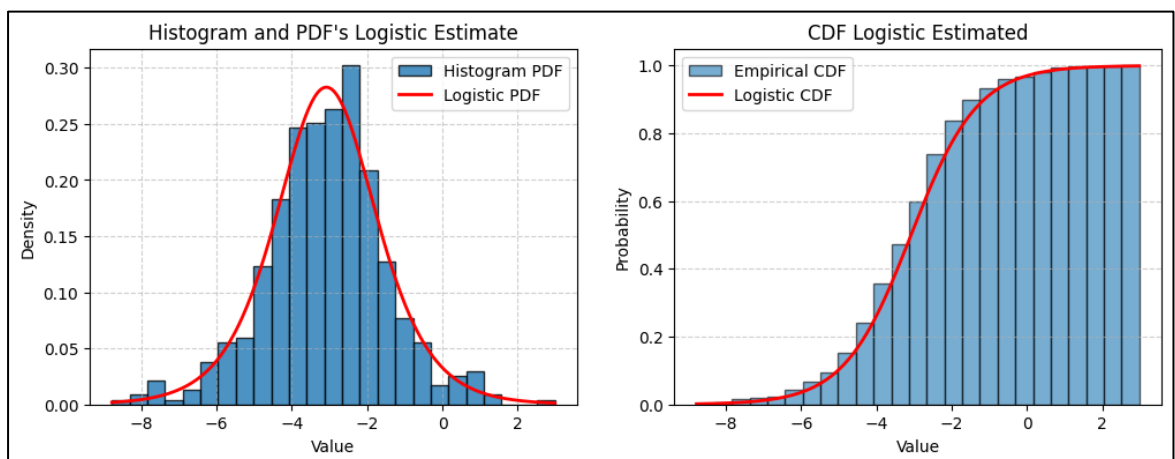 Histogram and PDF's Logistic Estimate
0.30
0.25
0.20
0.15
0.10
0.05
0.00
Density
Histogram PDF
Logistic PDF
−8
−6
−4
−2
0
2
Value
CDF Logistic Estimated
1.0
0.8
0.6
0.4
0.2
0.0
Probability
Empirical CDF
Logistic CDF
−8
−6
−4
−2
0
2
Value